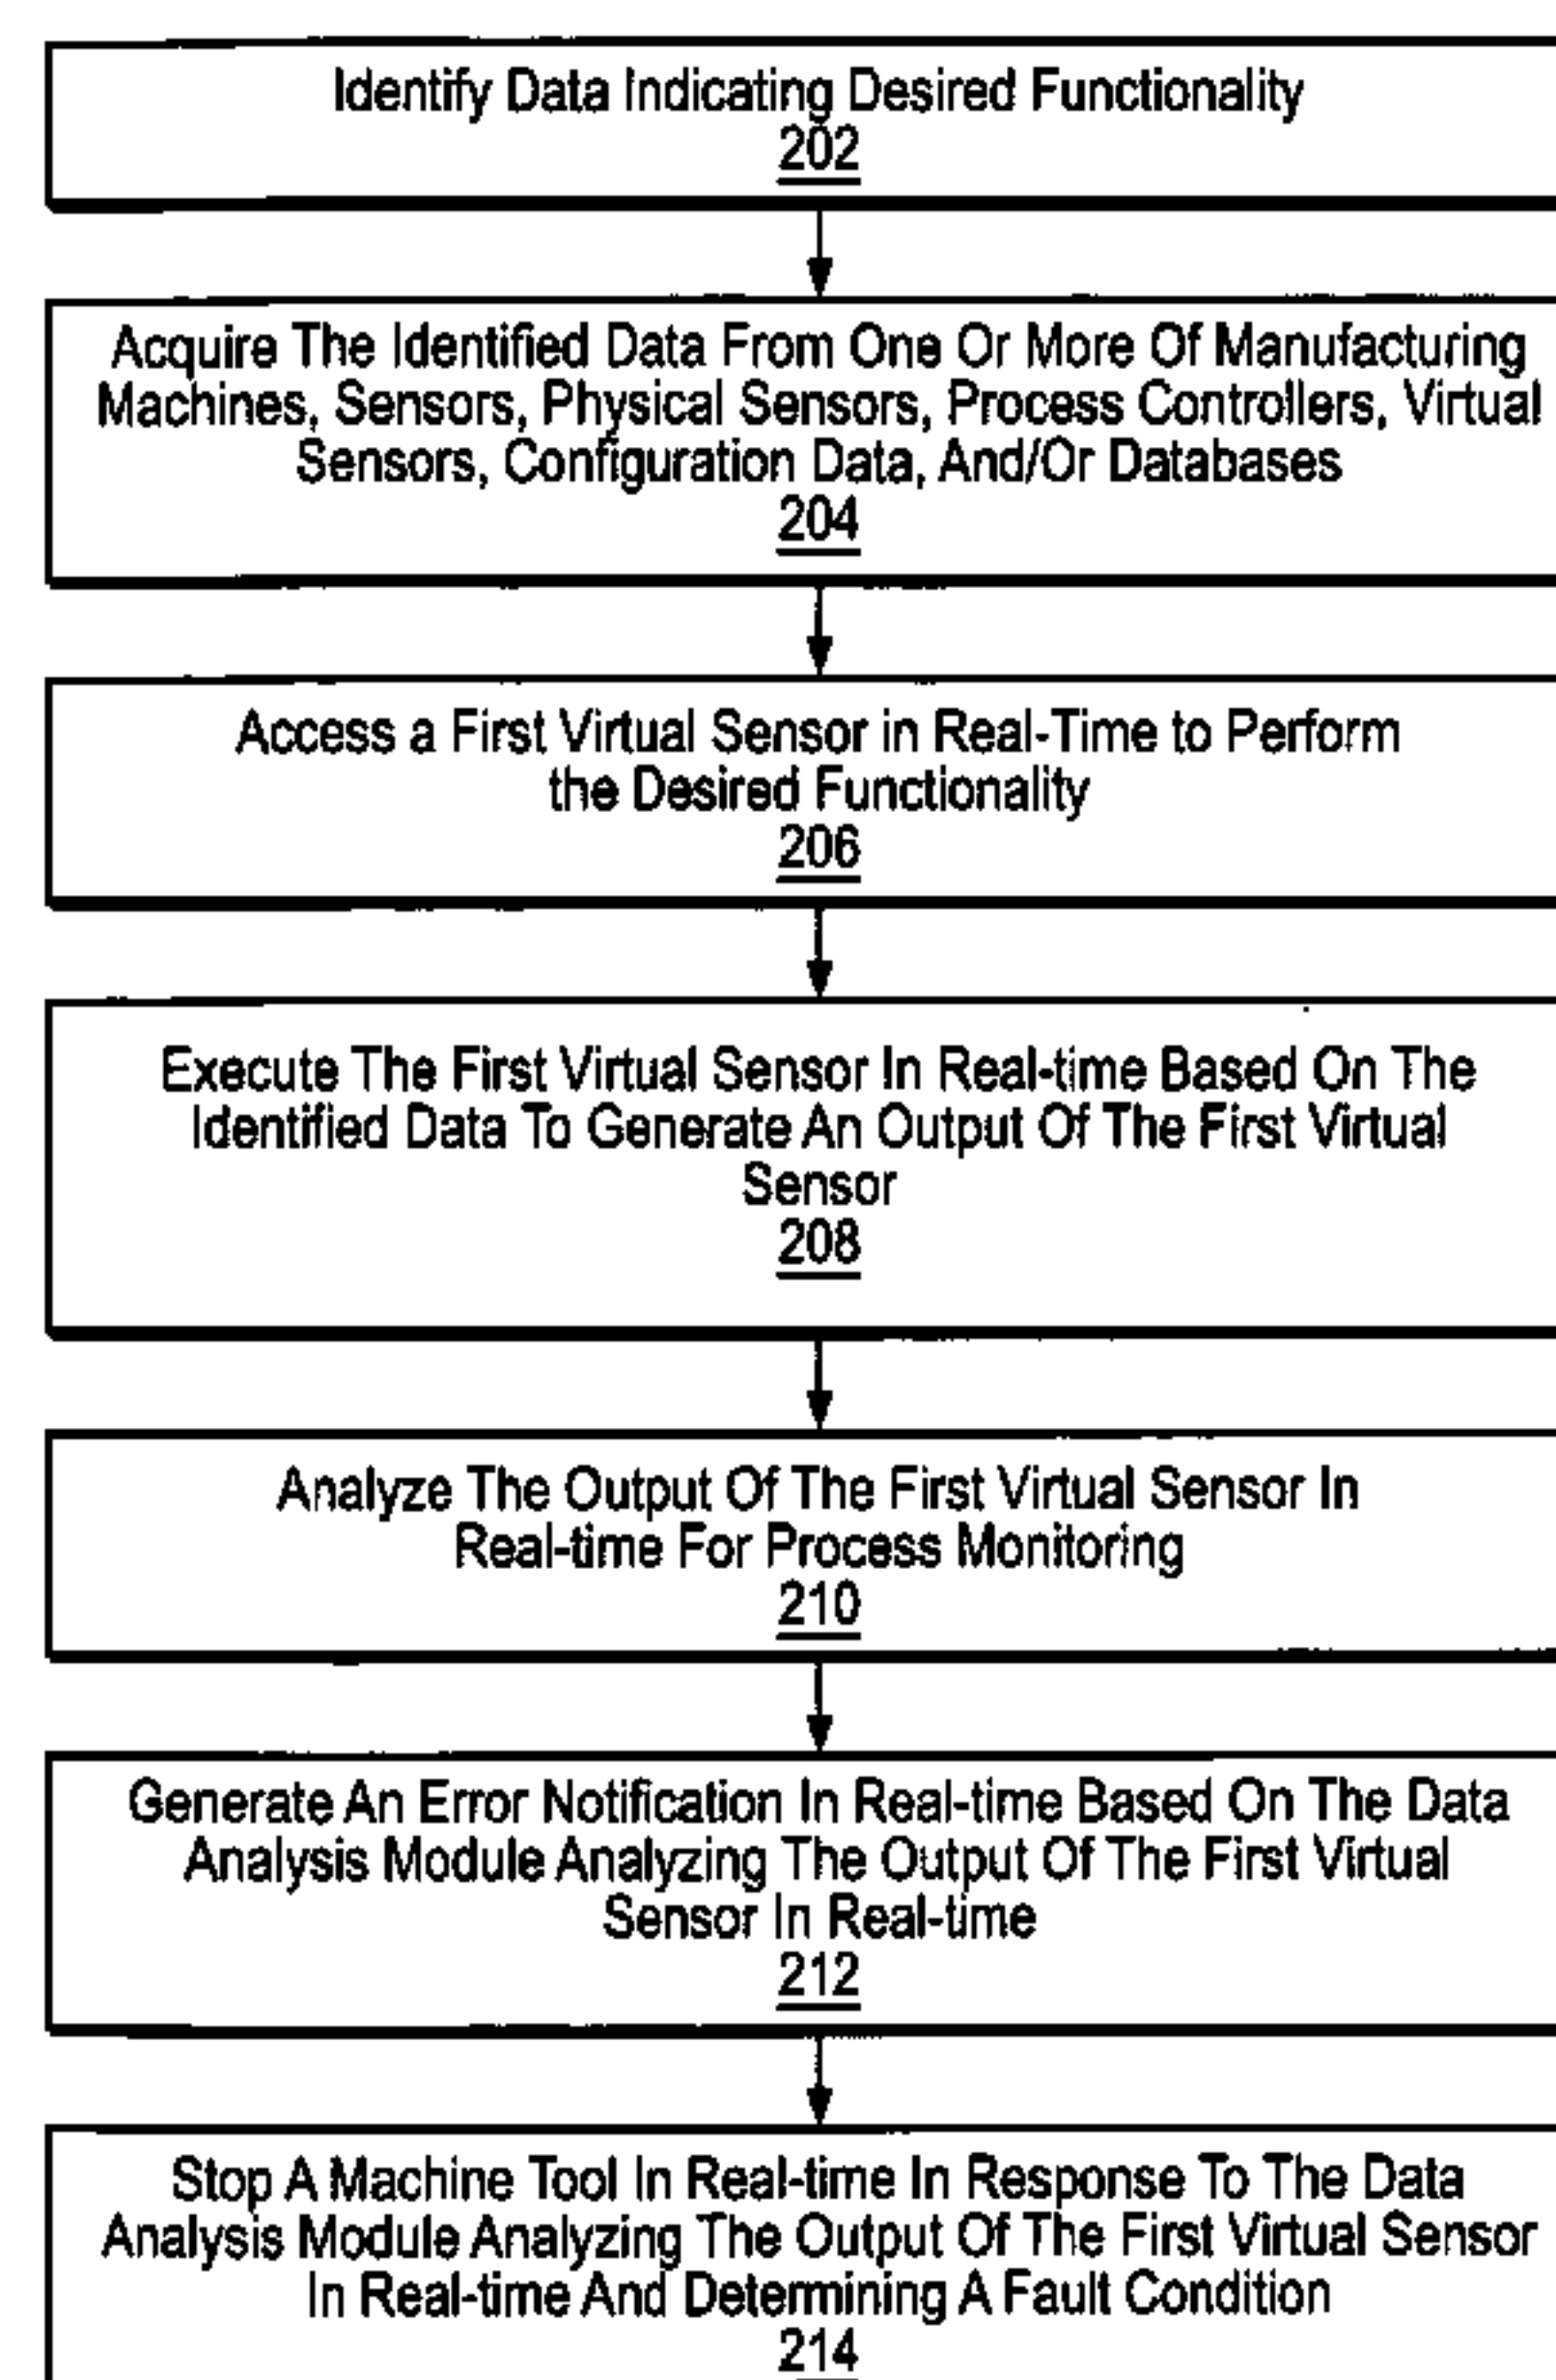 Identify Data Indicating Desired Functionality
202
Acquire The Identified Data From One Or More Of Manufacturing
Machines, Sensors, Physical Sensors, Process Controllers, Virtual
Sensors, Configuration Data, And/Or Databases
204
Access a First Virtual Sensor in Real-Time to Perform
the Desired Functionality
206
Execute The First Virtual Sensor In Real-time Based On The
Identified Data To Generate An Output Of The First Virtual
Sensor
208
Analyze The Output Of The First Virtual Sensor In
Real-time For Process Monitoring
210
Generate An Error Notification In Real-time Based On The Data
Analysis Module Analyzing The Output Of The First Virtual
Sensor In Real-time
212
Stop A Machine Tool In Real-time In Response To The Data
Analysis Module Analyzing The Output Of The First Virtual Sensor
In Real-time And Determining A Fault Condition
214